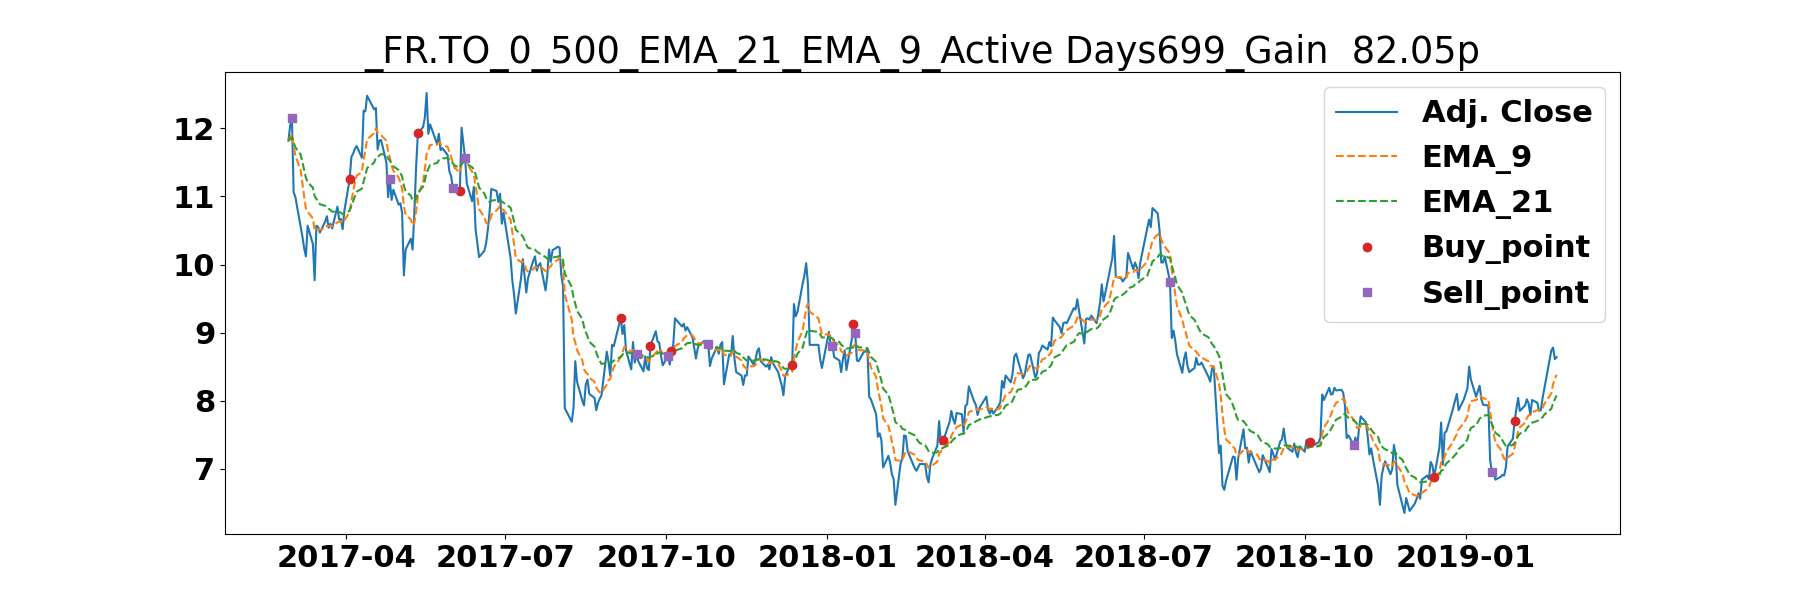 _FR.TO_0_500_EMA_21_EMA_9_Active Days699_Gain  82.05p
12
11
10
9
8
7
2017-04 2017-07 2017-10 2018-01 2018-04 2018-07 2018-10 2019-01
Adj. Close
EMA_9
EMA_21
Buy_point
Sell_point